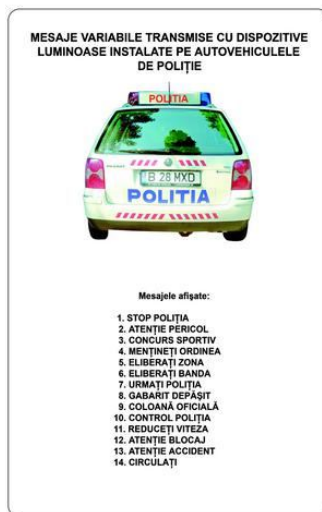 MESAJE VARIABILE TRANSMISE CU DISPOZITIVE
LUMINOASE INSTALATE PE AUTOVEHICULELE
DE POLIȚIE
POLITIA
B 28 HXD
POLITIA
Mesajele afișate:
1. STOP POLIȚIA
2. ATENȚIE PERICOL
3. CONCURS SPORTIV
4. MENȚINEȚI ORDINEA
5. ELIBERAȚI ZONA
6. ELIBERAȚI BANDA
7. URMAȚI POLIȚIA
8. GABARIT DEPĂȘIT
9. COLOANĂ OFICIALĂ
10. CONTROL POLIȚIA
11. REDUCEȚI VITEZA
12. ATENȚIE BLOCAJ
13. ATENȚIE ACCIDENT
14. CIRCULAȚI